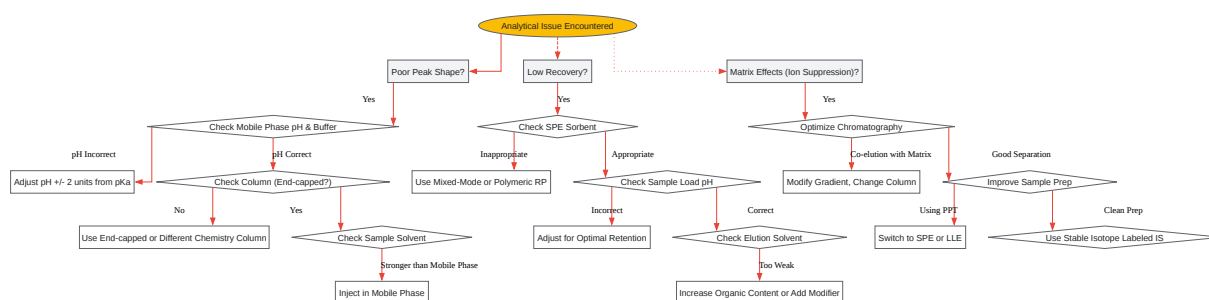 Analytical Issue Encountered
Poor Peak Shape?
Low Recovery?
Matrix Effects (Ion Suppression)?
Yes
Yes
Yes
Check Mobile Phase pH & Buffer
Check SPE Sorbent
Optimize Chromatography
pH Incorrect
pH Correct
Inappropriate
Appropriate
Co-elution with Matrix
Good Separation
Adjust pH +/- 2 units from pKa
Check Column (End-capped?)
Use Mixed-Mode or Polymeric RP
Check Sample Load pH
Modify Gradient, Change Column
Improve Sample Prep
No
Yes
Incorrect
Correct
Using PPT
Clean Prep
Use End-capped or Different Chemistry Column
Check Sample Solvent
Adjust for Optimal Retention
Check Elution Solvent
Switch to SPE or LLE
Use Stable Isotope Labeled IS
Stronger than Mobile Phase
Too Weak
Inject in Mobile Phase
Increase Organic Content or Add Modifier